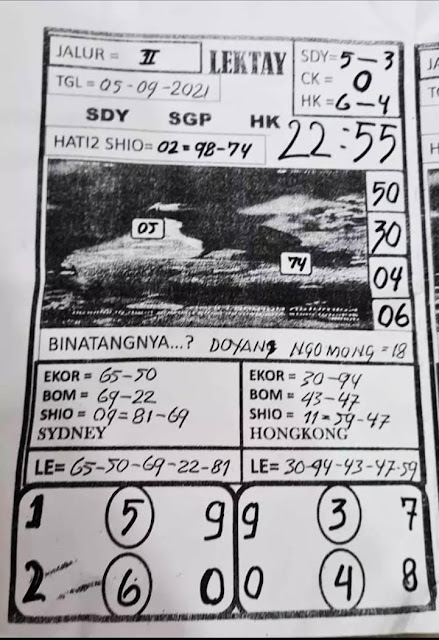 JALUR = II
LEKTAY
SDY= 5-3
CK = 0
HK = 6-4
TGL = 05-09-2021
SDY SGP HK
22:55
HATI2 SHIO= 02=98-74
05
74
50
30
04
06
BINATANGNYA...? DOYANG NGOMONG = 18
EKOR = 65-50
BOM = 69-22
SHIO = 09=81-69
SYDNEY
EKOR = 30-94
BOM = 43-47
SHIO = 11=59-47
HONGKONG
LE= 65-50-69-22-81
LE= 30-94-43-47-59
1 5 9
2 6 0
9 3 7
0 4 8